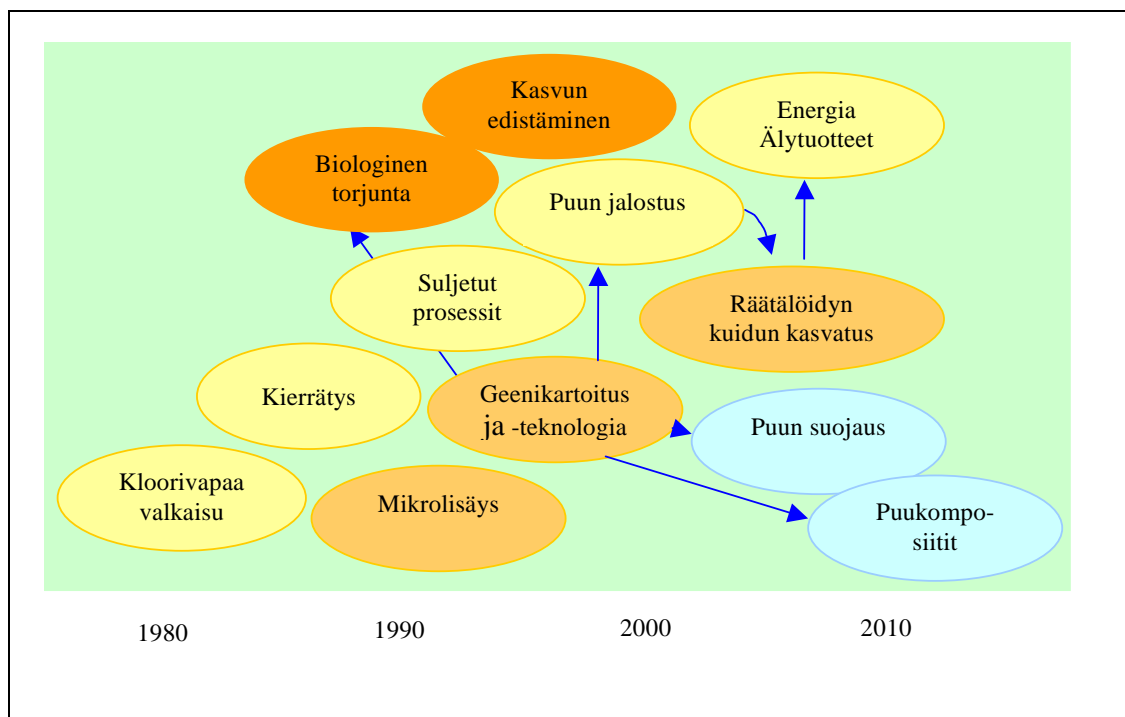 Kasvun
edistäminen
Energia
Älytuotteet
Biologinen
torjunta
Puun jalostus
Suljetut
prosessit
Räätälöidyn
kuidun kasvatus
Kierrätys
Geenikartoitus
ja -teknologia
Puun suojaus
Kloorivapaa
valkaisu
Mikrolisäys
Puukompo-
siitit
1980
1990
2000
2010